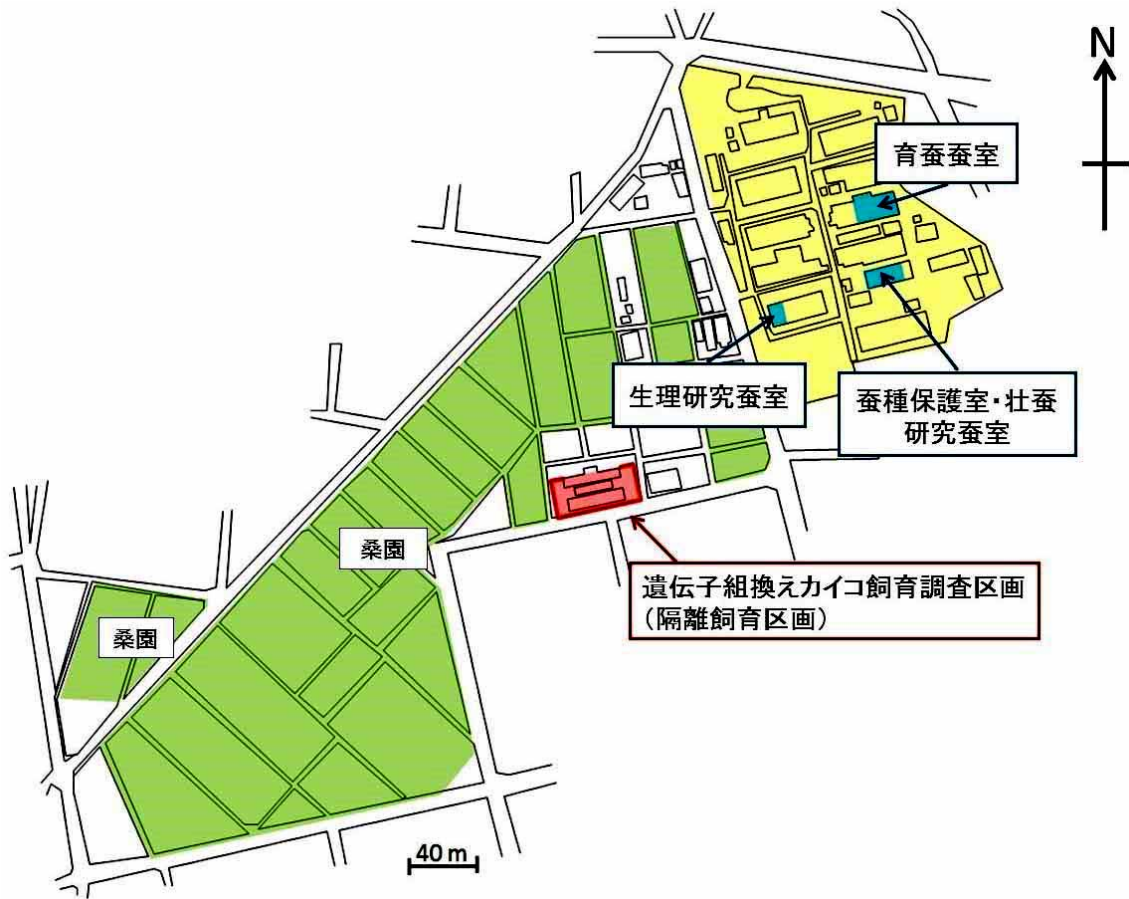 N
育蚕蚕室
生理研究蚕室
蚕種保護室・壮蚕
研究蚕室
桑園
遺伝子組換えカイコ飼育調査区画
(隔離飼育区画)
桑園
40 m